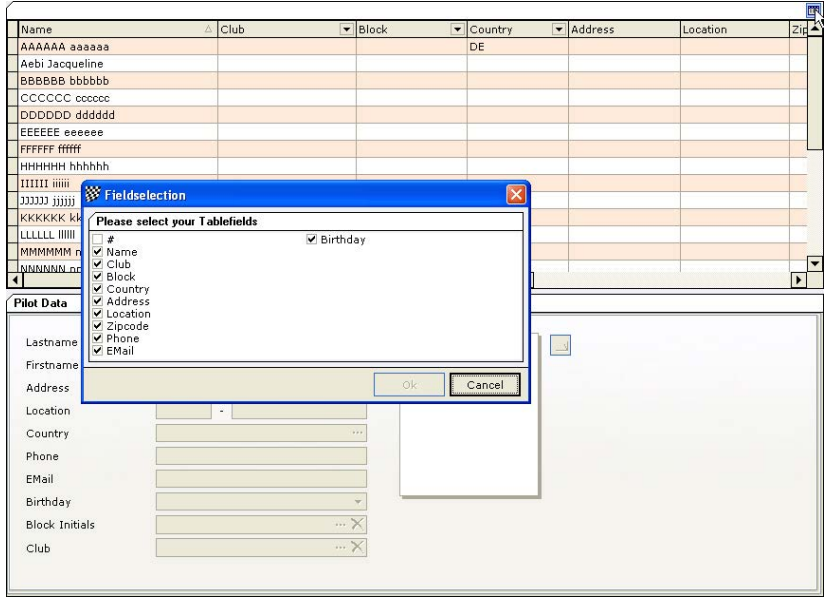 Name Club Block Country Address Location Zip
AAAAAA aaaaaa DE
Aebi Jacqueline
BBBBBB bbbbbb
CCCCCC cccccc
DDDDDD dddddd
EEEEEE eeeeee
FFFFFF ffffff
HHHHHH hhhhhh
IIIIII iiiiii
JJJJJJ jjjjjj
KKKKKK kk
LLLLLL llllll
MMMMMM
NNNNNN
Fieldselection
Please select your Tablefields
# Birthday
Name
Club
Block
Country
Address
Location
Zipcode
Phone
EMail
Ok Cancel
Pilot Data
Lastname
Firstname
Address
Location -
Country ...
Phone
EMail
Birthday
Block Initials ...
Club ...